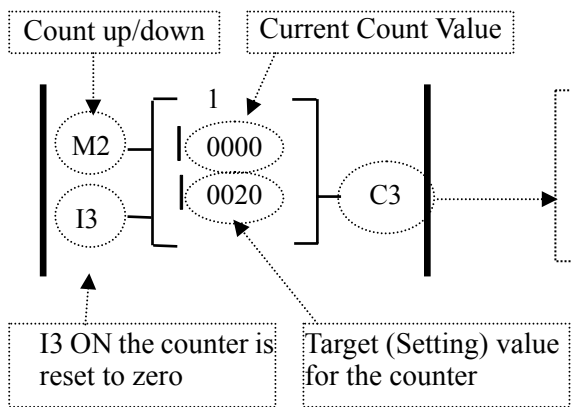 Count up/down
Current Count Value
1
M2
0000
I3
0020
C3
I3 ON the counter is
reset to zero
Target (Setting) value
for the counter